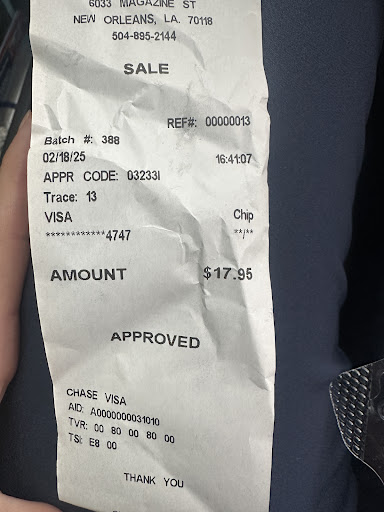 6033 MAGAZINE ST
NEW ORLEANS, LA. 70118
504-895-2144
SALE
REF#: 00000013
Batch #: 388
02/18/25 16:41:07
APPR CODE: 03233I
Trace: 13
VISA Chip
************4747 **/**
AMOUNT $17.95
APPROVED
CHASE VISA
AID: A0000000031010
TVR: 00 80 00 80 00
TSI: E8 00
THANK YOU